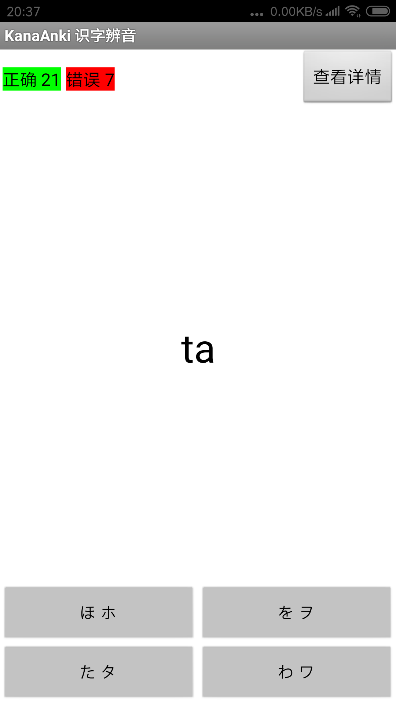 20:37 ... 0.00KB/s
KanaAnki 识字辨音
正确 21 错误 7 查看详情
ta
ほ ホ を ヲ
た タ わ ワ